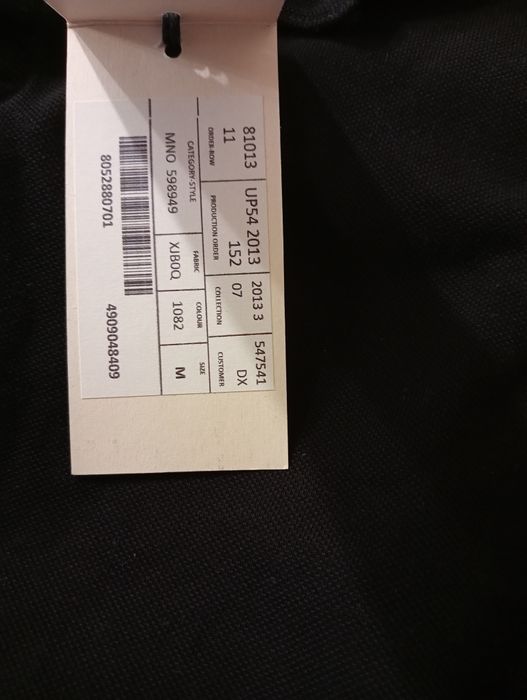 81013 UP54 2013 2013 3 547541
11 152 07 DX
ORDER-ROW PRODUCTION ORDER COLLECTION CUSTOMER
CATEGORY-STYLE FABRIC COLOUR SIZE
MNO 598949 XJB0Q 1082 M
8052880701 4909048409